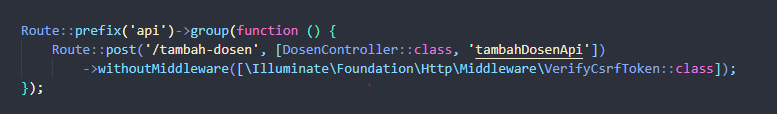 Route::prefix('api')->group(function () {
    Route::post('/tambah-dosen', [DosenController::class, 'tambahDosenApi'])
        ->withoutMiddleware([\Illuminate\Foundation\Http\Middleware\VerifyCsrfToken::class]);
});